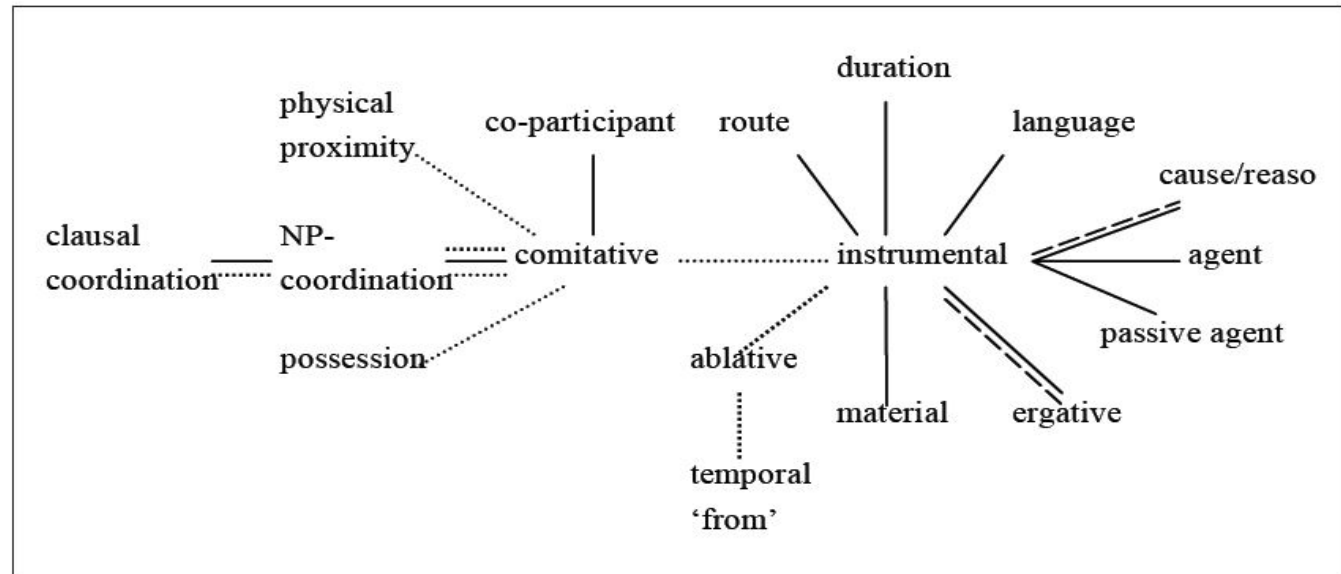 duration
physical
proximity
co-participant
route
language
cause/reaso
clausal
coordination
NP-
coordination
comitative
instrumental
agent
passive agent
possession
ablative
material
ergative
temporal
‘from’